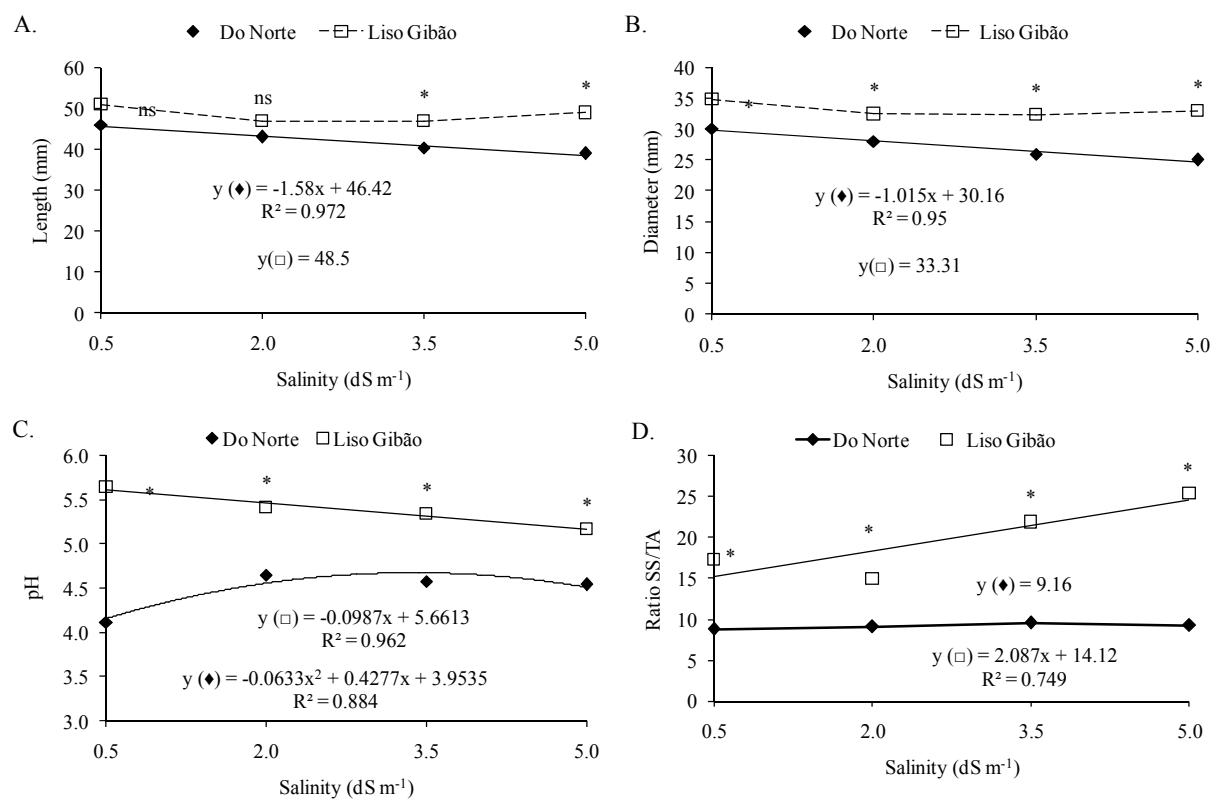 A.
Do Norte Liso Gibão
60
50
40
30
20
10
0
Length (mm)
ns
ns
*
*
y (♦) = -1.58x + 46.42
R² = 0.972
y(□) = 48.5
0.5 2.0 3.5 5.0
Salinity (dS m⁻¹)
B.
Do Norte Liso Gibão
40
35
30
25
20
15
10
5
0
Diameter (mm)
*
*
*
*
y (♦) = -1.015x + 30.16
R² = 0.95
y(□) = 33.31
0.5 2.0 3.5 5.0
Salinity (dS m⁻¹)
C.
Do Norte Liso Gibão
6.0
5.5
5.0
4.5
4.0
3.5
3.0
pH
*
*
*
*
y (□) = -0.0987x + 5.6613
R² = 0.962
y (♦) = -0.0633x² + 0.4277x + 3.9535
R² = 0.884
0.5 2.0 3.5 5.0
Salinity (dS m⁻¹)
D.
Do Norte Liso Gibão
30
25
20
15
10
5
0
Ratio SS/TA
*
*
*
*
y (♦) = 9.16
y (□) = 2.087x + 14.12
R² = 0.749
0.5 2.0 3.5 5.0
Salinity (dS m⁻¹)